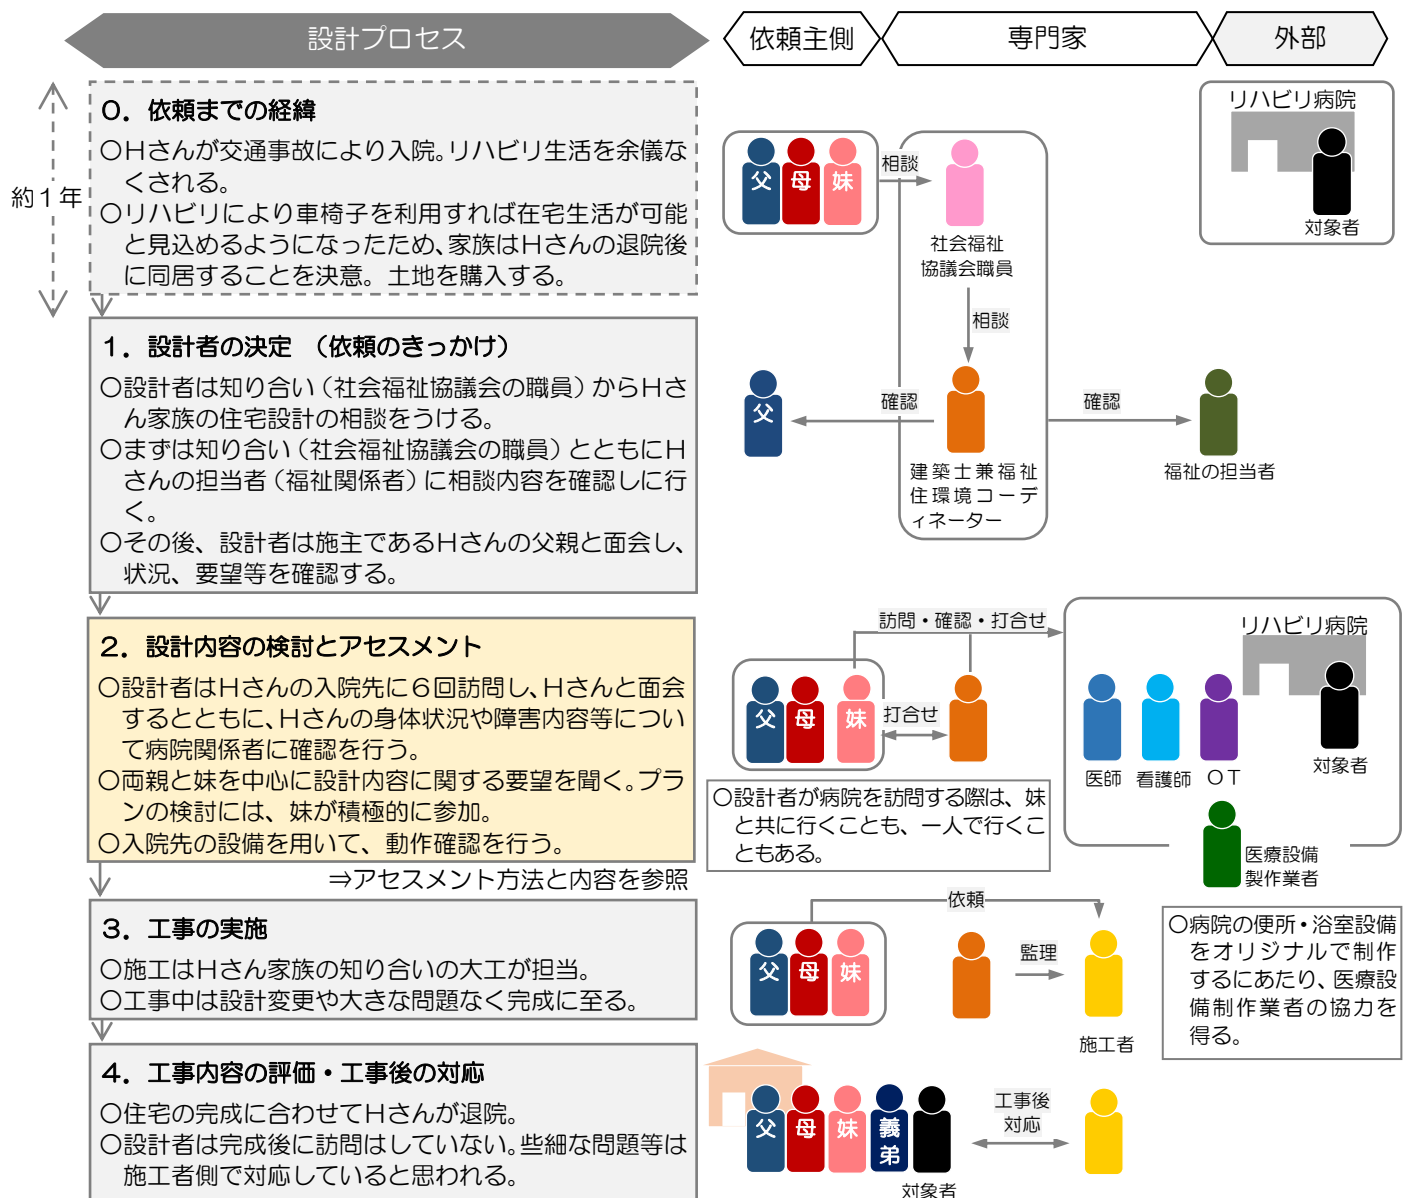 設計プロセス
依頼主側
専門家
外部
約１年
０．依頼までの経緯
○Ｈさんが交通事故により入院。リハビリ生活を余儀な
くされる。
○リハビリにより車椅子を利用すれば在宅生活が可能
と見込めるようになったため、家族はＨさんの退院後
に同居することを決意。土地を購入する。
父
母
妹
相談
社会福祉
協議会職員
リハビリ病院
対象者
相談
１．設計者の決定　（依頼のきっかけ）
○設計者は知り合い（社会福祉協議会の職員）からＨさ
ん家族の住宅設計の相談をうける。
○まずは知り合い（社会福祉協議会の職員）とともにＨ
さんの担当者（福祉関係者）に相談内容を確認しに行
く。
○その後、設計者は施主であるＨさんの父親と面会し、
状況、要望等を確認する。
父
確認
建築士兼福祉
住環境コーデ
ィネーター
確認
福祉の担当者
２．設計内容の検討とアセスメント
○設計者はＨさんの入院先に６回訪問し、Ｈさんと面会
するとともに、Ｈさんの身体状況や障害内容等につい
て病院関係者に確認を行う。
○両親と妹を中心に設計内容に関する要望を聞く。プラ
ンの検討には、妹が積極的に参加。
○入院先の設備を用いて、動作確認を行う。
⇒アセスメント方法と内容を参照
訪問・確認・打合せ
父
母
妹
打合せ
リハビリ病院
医師
看護師
ＯＴ
対象者
○設計者が病院を訪問する際は、妹
と共に行くことも、一人で行くこ
ともある。
医療設備
製作業者
３．工事の実施
○施工はＨさん家族の知り合いの大工が担当。
○工事中は設計変更や大きな問題なく完成に至る。
依頼
父
母
妹
監理
施工者
○病院の便所・浴室設備
をオリジナルで制作
するにあたり、医療設
備制作業者の協力を
得る。
４．工事内容の評価・工事後の対応
○住宅の完成に合わせてＨさんが退院。
○設計者は完成後に訪問はしていない。些細な問題等は
施工者側で対応していると思われる。
父
母
妹
義
弟
対象者
工事後
対応